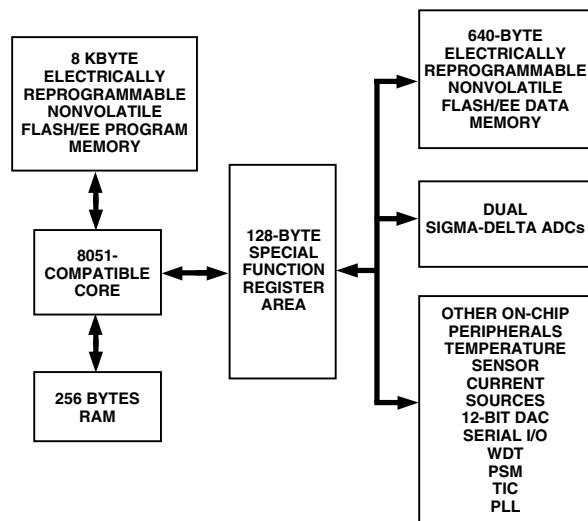 8 KBYTE
ELECTRICALLY
REPROGRAMMABLE
NONVOLATILE
FLASH/EE PROGRAM
MEMORY
8051-
COMPATIBLE
CORE
256 BYTES
RAM
128-BYTE
SPECIAL
FUNCTION
REGISTER
AREA
640-BYTE
ELECTRICALLY
REPROGRAMMABLE
NONVOLATILE
FLASH/EE DATA
MEMORY
DUAL
SIGMA-DELTA ADCs
OTHER ON-CHIP
PERIPHERALS
TEMPERATURE
SENSOR
CURRENT
SOURCES
12-BIT DAC
SERIAL I/O
WDT
PSM
TIC
PLL